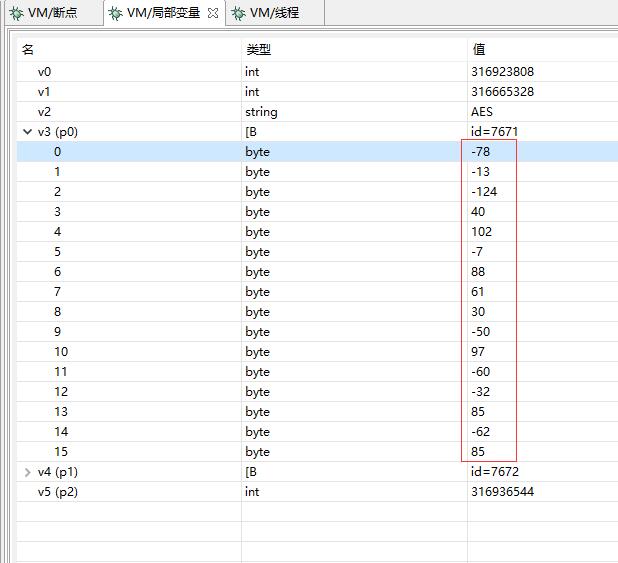 VM/断点 VM/局部变量 VM/线程
名 类型 值
v0 int 316923808
v1 int 316665328
v2 string AES
v3 (p0) [B id=7671
0 byte -78
1 byte -13
2 byte -124
3 byte 40
4 byte 102
5 byte -7
6 byte 88
7 byte 61
8 byte 30
9 byte -50
10 byte 97
11 byte -60
12 byte -32
13 byte 85
14 byte -62
15 byte 85
v4 (p1) [B id=7672
v5 (p2) int 316936544